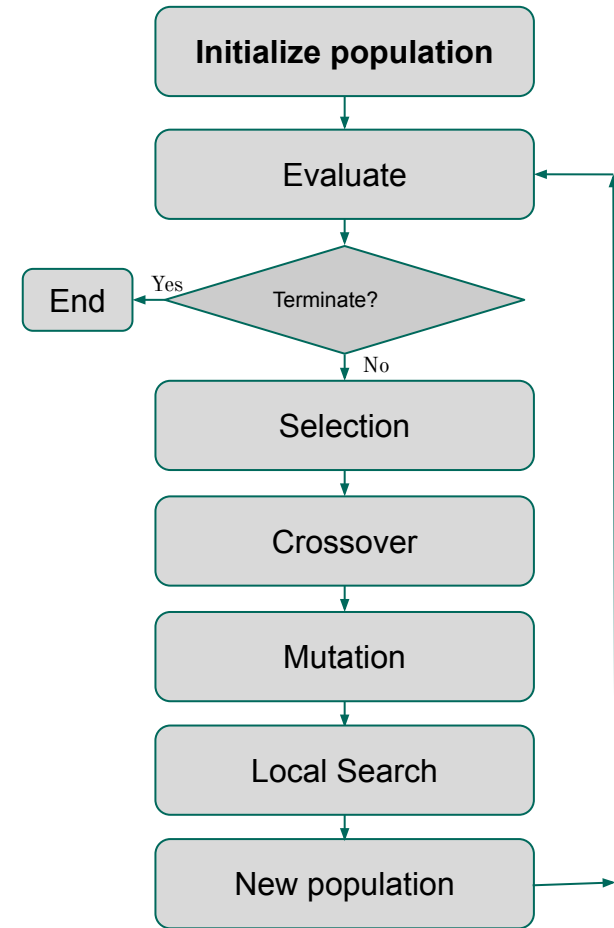 Initialize population
Evaluate
Terminate?
Yes
End
No
Selection
Crossover
Mutation
Local Search
New population